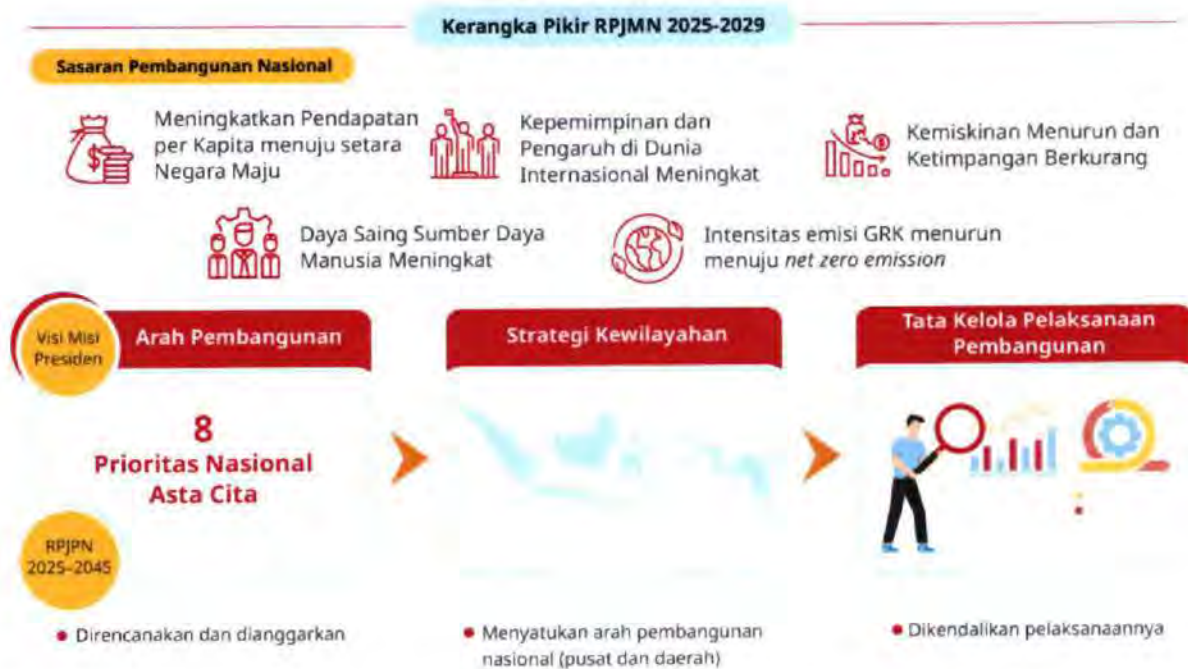 Kerangka Pikir RPJMN 2025-2029
Sasaran Pembangunan Nasional
Meningkatkan Pendapatan
per Kapita menuju setara
Negara Maju
Kepemimpinan dan
Pengaruh di Dunia
Internasional Meningkat
Kemiskinan Menurun dan
Ketimpangan Berkurang
Daya Saing Sumber Daya
Manusia Meningkat
Intensitas emisi GRK menurun
menuju net zero emission
Visi Misi
Presiden
Arah Pembangunan
8
Prioritas Nasional
Asta Cita
RPJPN
2025–2045
• Direncanakan dan dianggarkan
Strategi Kewilayahan
• Menyatukan arah pembangunan
nasional (pusat dan daerah)
Tata Kelola Pelaksanaan
Pembangunan
• Dikendalikan pelaksanaannya